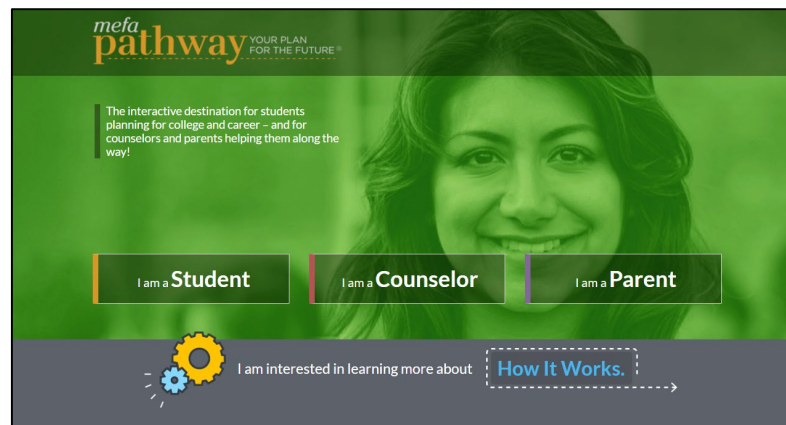 mefa
pathway YOUR PLAN
FOR THE FUTURE®
The interactive destination for students
planning for college and career – and for
counselors and parents helping them along the
way!
I am a Student
I am a Counselor
I am a Parent
I am interested in learning more about How It Works.